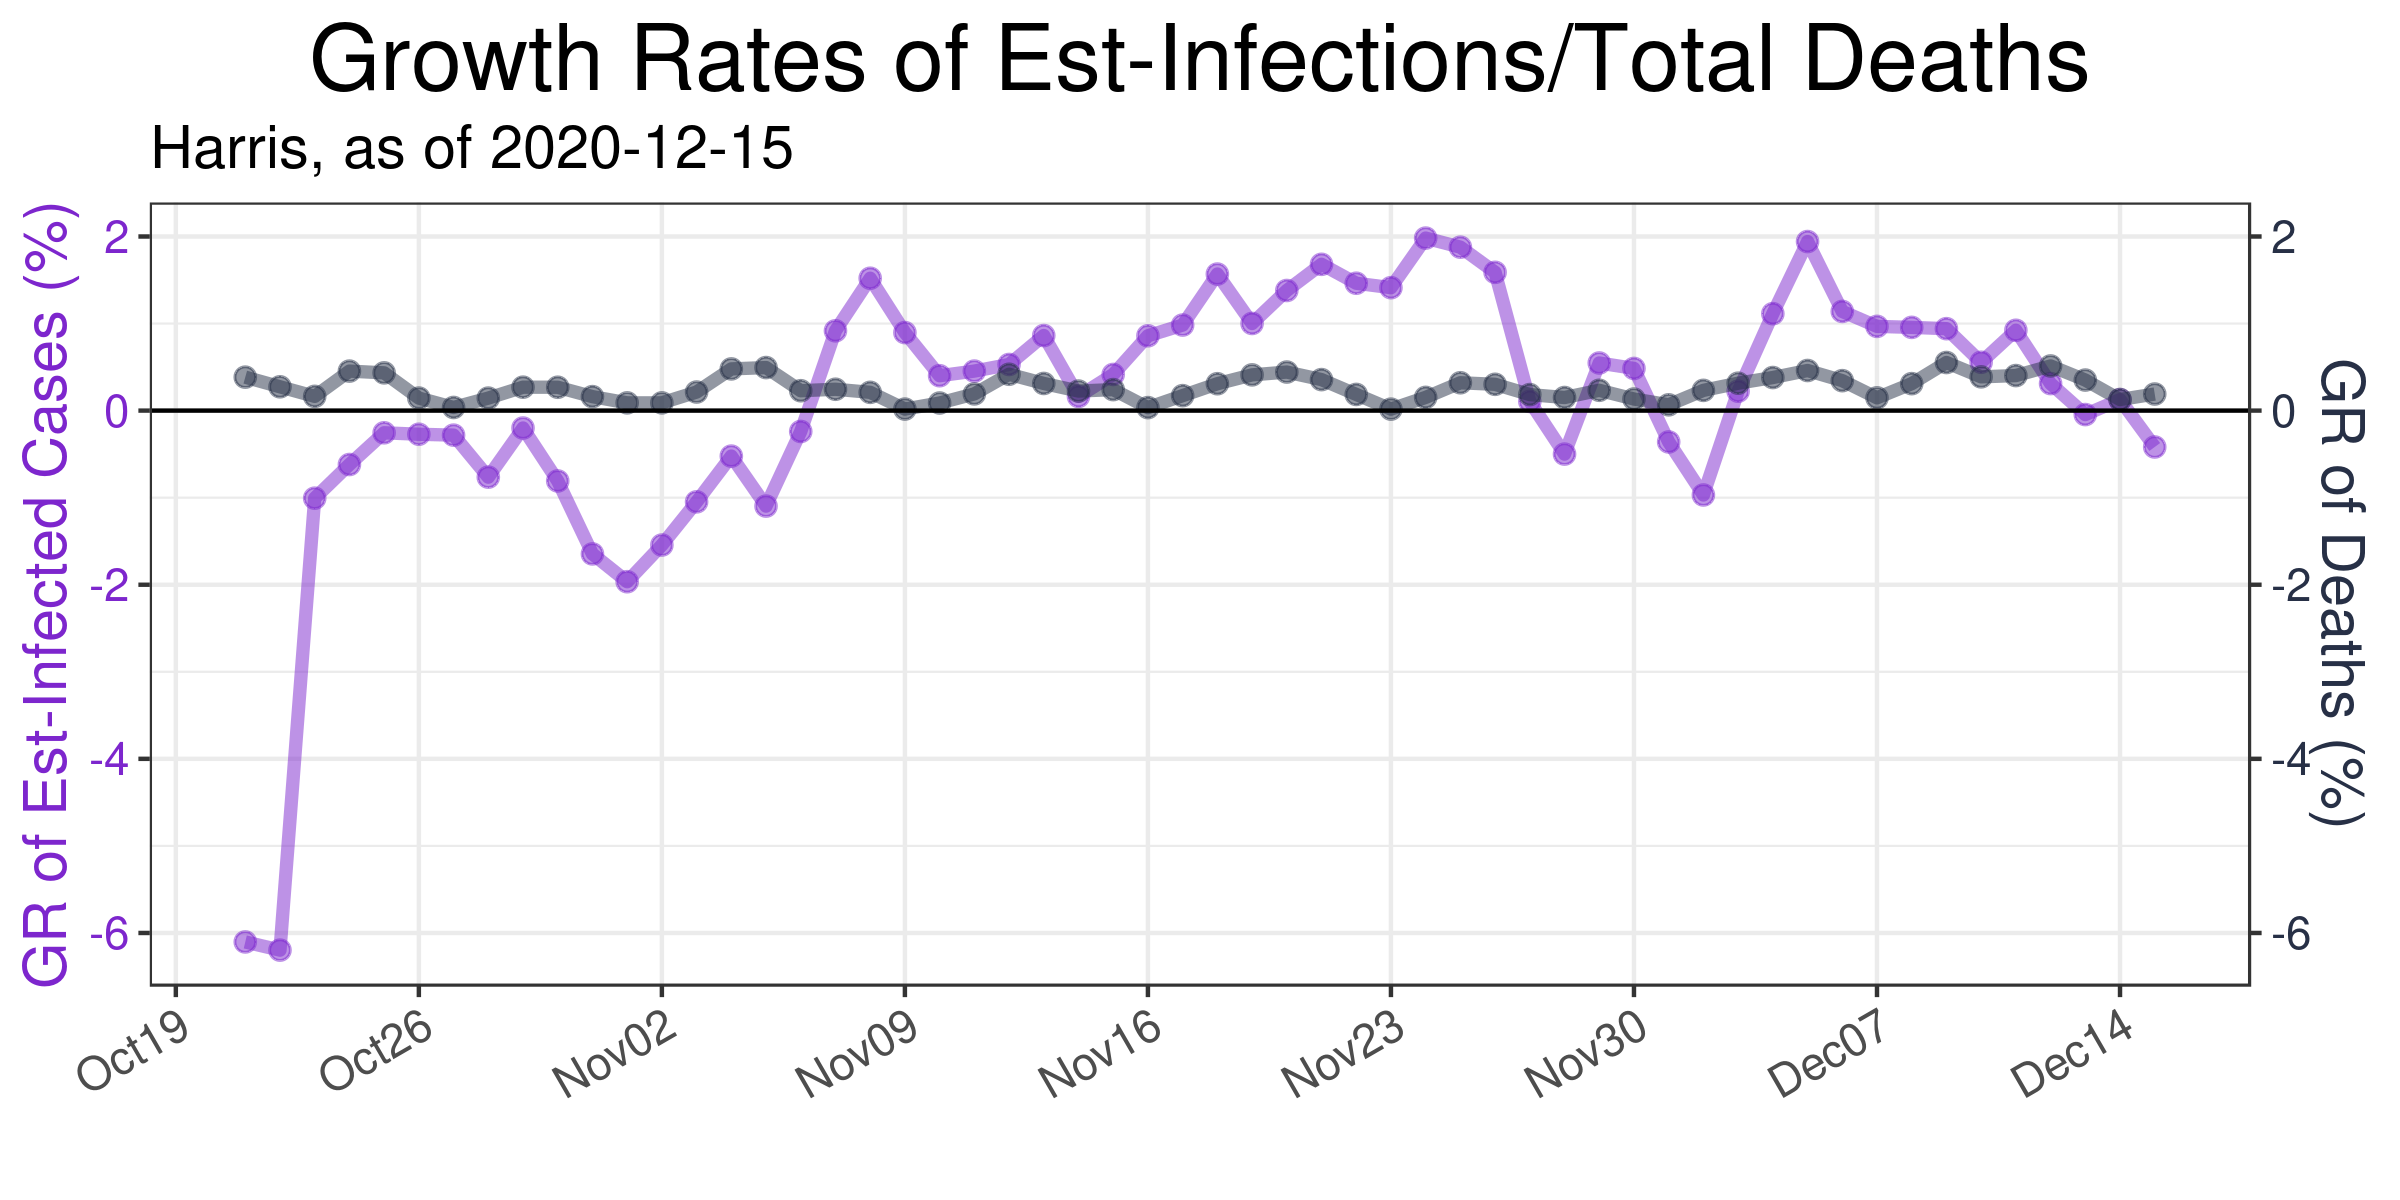 Growth Rates of Est-Infections/Total Deaths
Harris, as of 2020-12-15
GR of Est-Infected Cases (%)
2
0
-2
-4
-6
2
0
-2
-4
-6
GR of Deaths (%)
Oct19
Oct26
Nov02
Nov09
Nov16
Nov23
Nov30
Dec07
Dec14